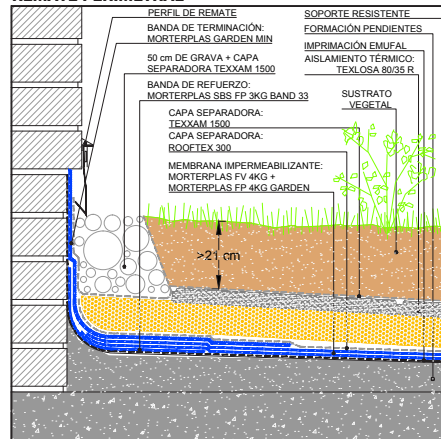 PERFIL DE REMATE
BANDA DE TERMINACIÓN:
MORTERPLAS GARDEN MIN
50 cm DE GRAVA + CAPA
SEPARADORA TEXXAM 1500
BANDA DE REFUERZO:
MORTERPLAS SBS FP 3KG BAND 33
CAPA SEPARADORA:
TEXXAM 1500
CAPA SEPARADORA:
ROOFTEX 300
MEMBRANA IMPERMEABILIZANTE:
MORTERPLAS FV 4KG +
MORTERPLAS FP 4KG GARDEN
SOPORTE RESISTENTE
FORMACIÓN PENDIENTES
IMPRIMACIÓN EMUFAL
AISLAMIENTO TÉRMICO:
TEXLOSA 80/35 R
SUSTRATO
VEGETAL
>21 cm